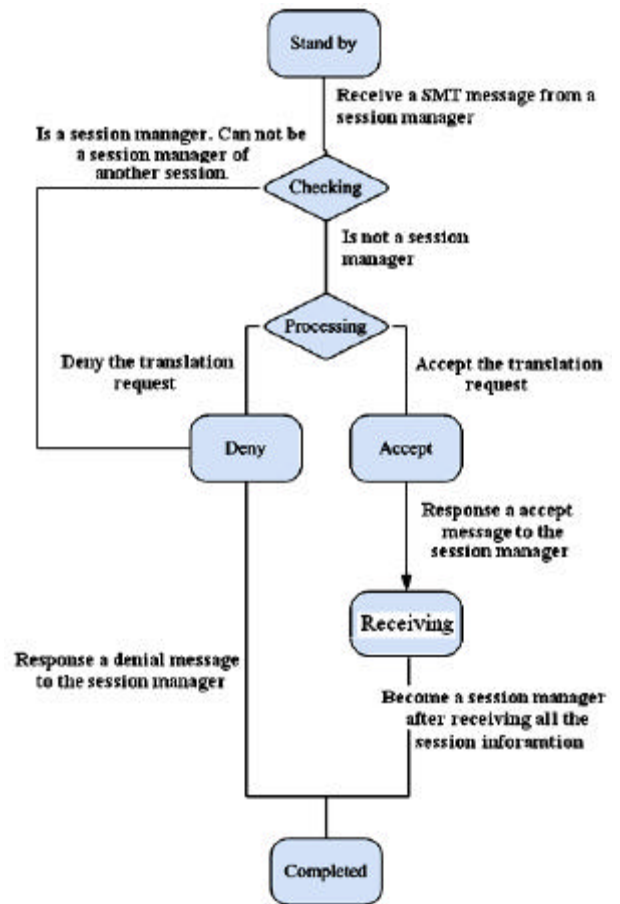 Stand by
Receive a SMT message from a
session manager
Is a session manager. Can not be
a session manager of
another session.
Checking
Is not a session
manager
Processing
Deny the translation
request
Accept the translation
request
Deny
Accept
Response a accept
message to the
session manager
Receiving
Response a denial message
to the session manager
Become a session manager
after receiving all the
session inforamtion
Completed